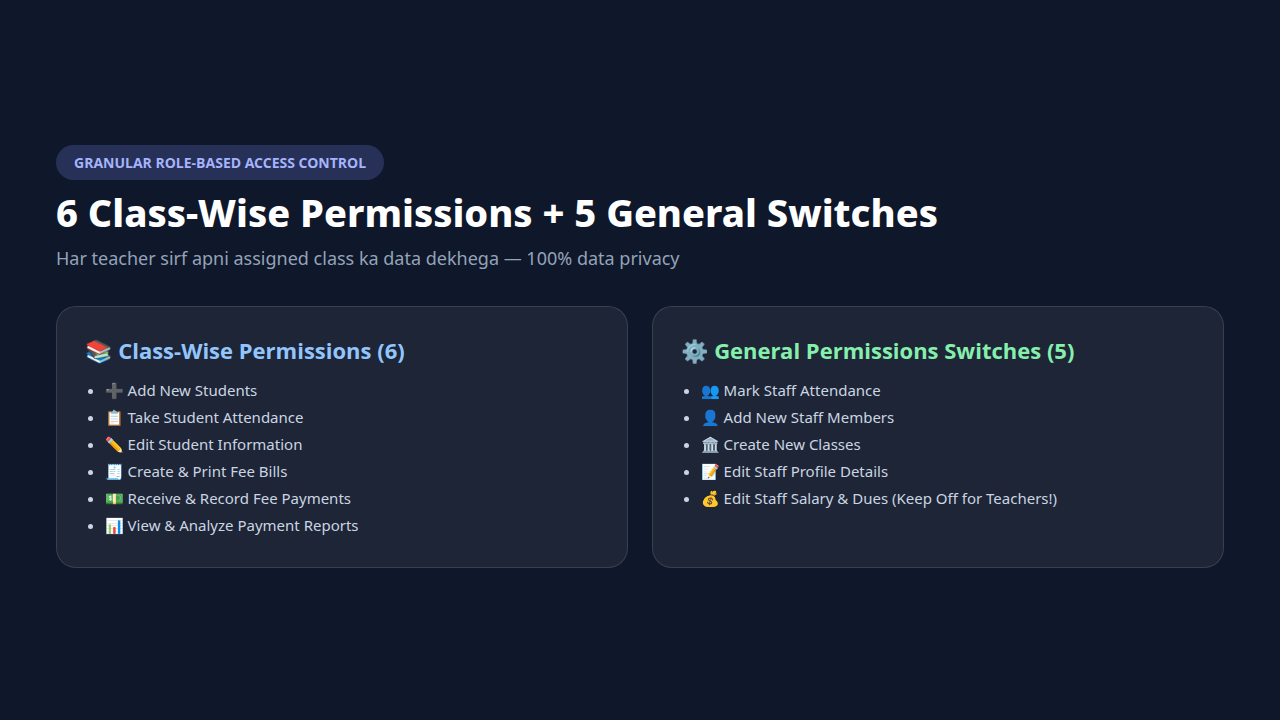 GRANULAR ROLE-BASED ACCESS CONTROL
6 Class-Wise Permissions + 5 General Switches
Har teacher sirf apni assigned class ka data dekhega — 100% data privacy
📚 Class-Wise Permissions (6)
• ➕ Add New Students
• 📋 Take Student Attendance
• ✏️ Edit Student Information
• 🧾 Create & Print Fee Bills
• 💵 Receive & Record Fee Payments
• 📊 View & Analyze Payment Reports
⚙️ General Permissions Switches (5)
• 👥 Mark Staff Attendance
• 👤 Add New Staff Members
• 🏛️ Create New Classes
• 📝 Edit Staff Profile Details
• 💰 Edit Staff Salary & Dues (Keep Off for Teachers!)